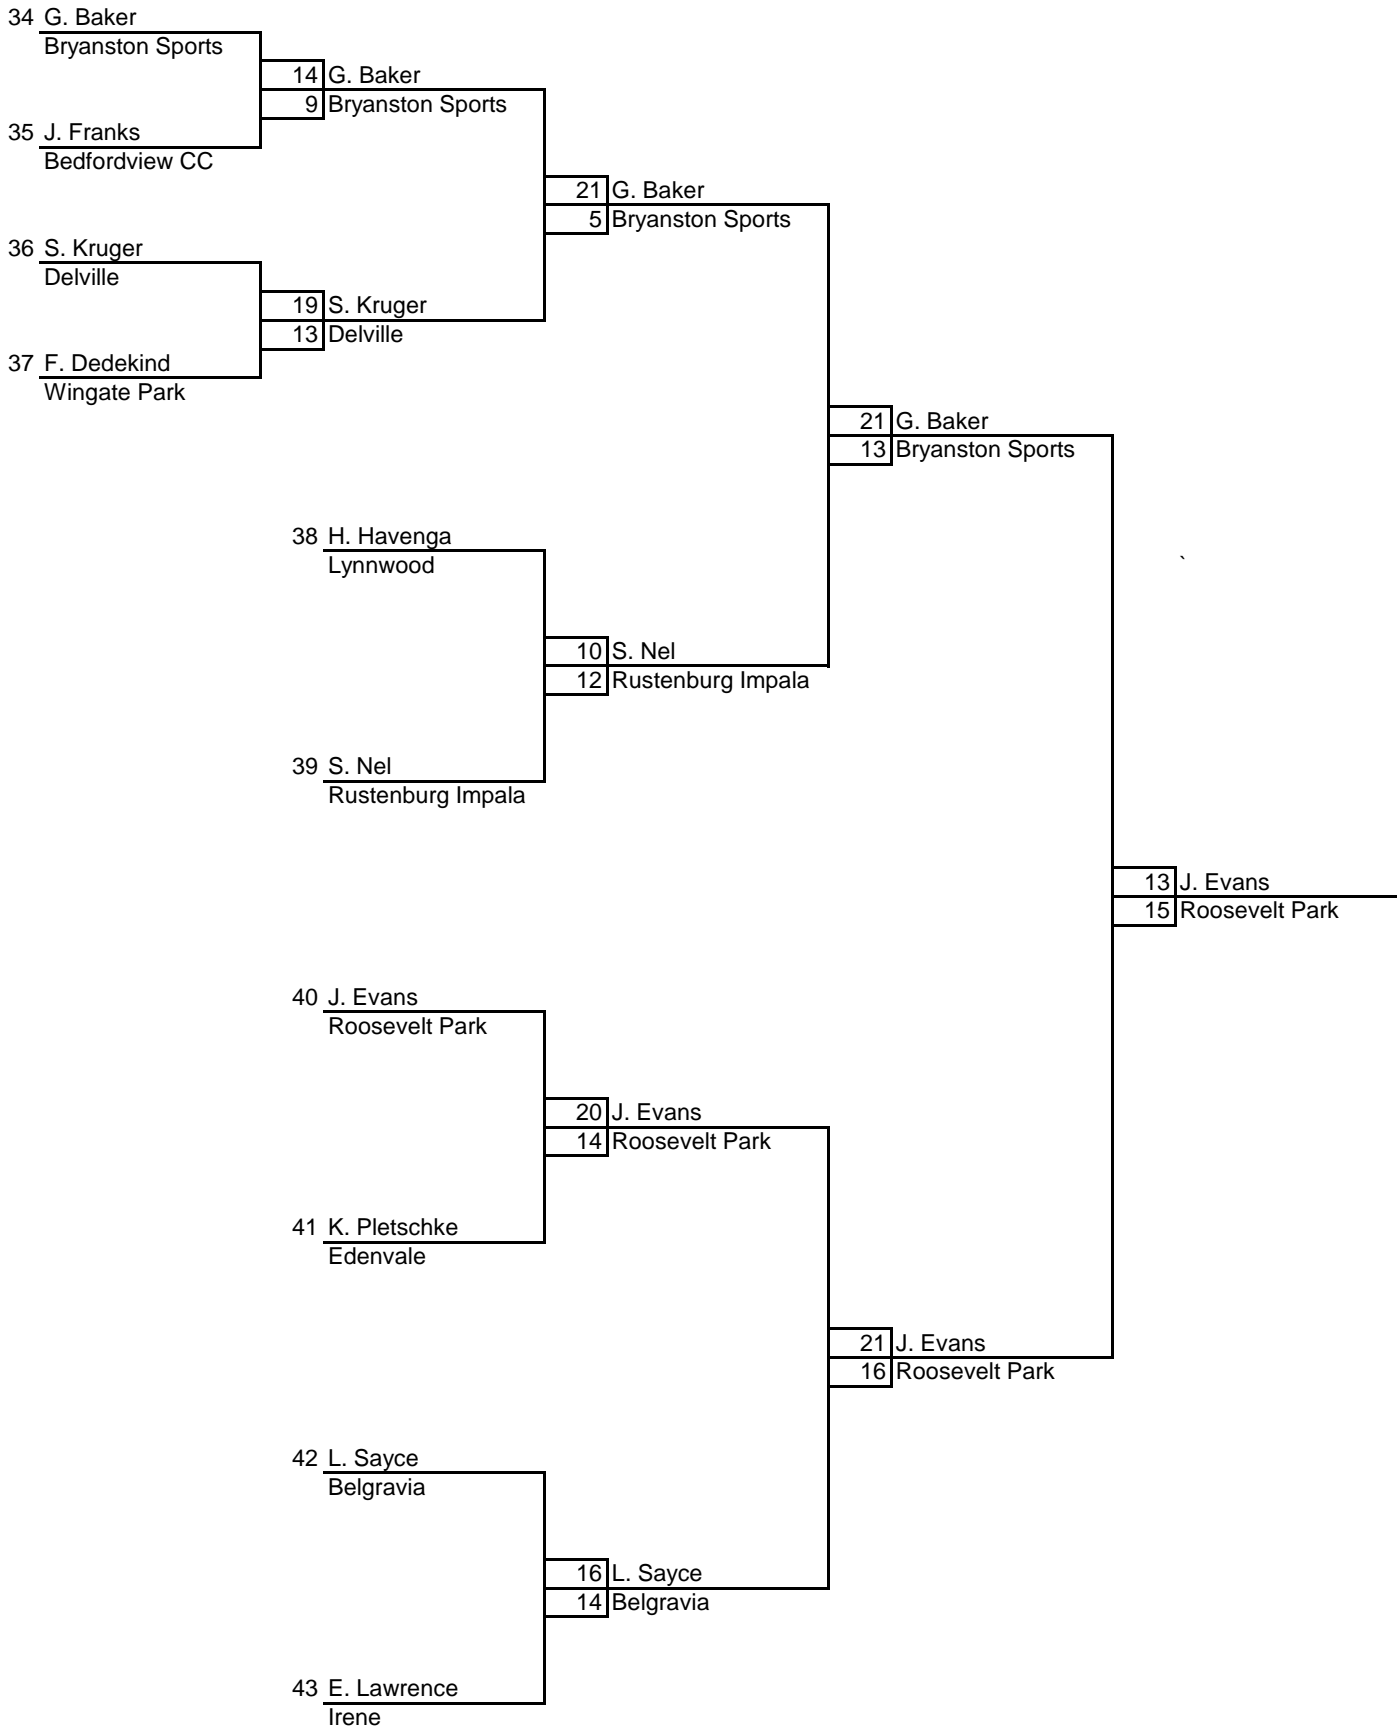 34 G. Baker
Bryanston Sports
14 G. Baker
9 Bryanston Sports
35 J. Franks
Bedfordview CC
21 G. Baker
5 Bryanston Sports
36 S. Kruger
Delville
19 S. Kruger
13 Delville
37 F. Dedekind
Wingate Park
21 G. Baker
13 Bryanston Sports
38 H. Havenga
Lynnwood
`
10 S. Nel
12 Rustenburg Impala
39 S. Nel
Rustenburg Impala
13 J. Evans
15 Roosevelt Park
40 J. Evans
Roosevelt Park
20 J. Evans
14 Roosevelt Park
41 K. Pletschke
Edenvale
21 J. Evans
16 Roosevelt Park
42 L. Sayce
Belgravia
16 L. Sayce
14 Belgravia
43 E. Lawrence
Irene